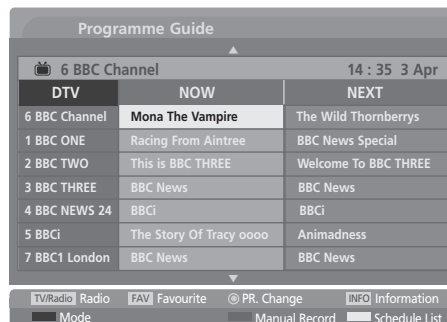 Programme Guide
6 BBC Channel 14 : 35 3 Apr
DTV NOW NEXT
6 BBC Channel Mona The Vampire The Wild Thornberrys
1 BBC ONE Racing From Aintree BBC News Special
2 BBC TWO This is BBC THREE Welcome To BBC THREE
3 BBC THREE BBC News BBC News
4 BBC NEWS 24 BBCi BBCi
5 BBCi The Story Of Tracy oooo Animadness
7 BBC1 London BBC News BBC News
TV/Radio Radio FAV Favourite PR. Change INFO Information
Mode Manual Record Schedule List